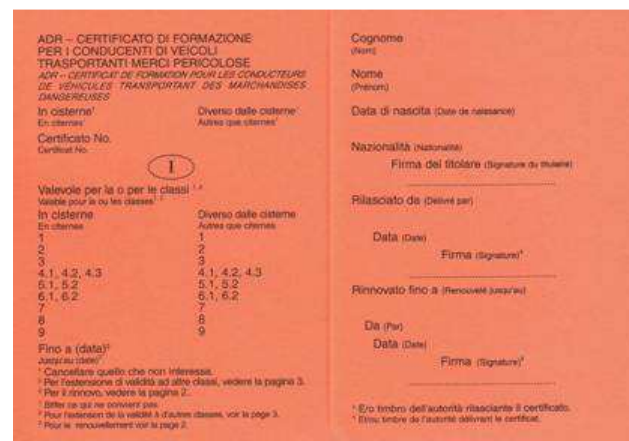 ADR – CERTIFICATO DI FORMAZIONE
PER I CONDUCENTI DI VEICOLI
TRASPORTANTI MERCI PERICOLOSE
ADR – CERTIFICAT DE FORMATION POUR LES CONDUCTEURS
DE VÉHICULES TRANSPORTANT DES MARCHANDISES
DANGEREUSES
In cisterne¹ Diverso dalle cisterne¹
En citernes¹ Autres que citernes¹
Certificato No.
Certificat No.
I
Valevole per la o per le classi ¹,²
Valable pour la ou les classes ¹,²
In cisterne Diverso dalle cisterne
En citernes Autres que citernes
1 1
2 2
3 3
4.1, 4.2, 4.3 4.1, 4.2, 4.3
5.1, 5.2 5.1, 5.2
6.1, 6.2 6.1, 6.2
7 7
8 8
9 9
Fino a (data)³
Jusqu'au (date)³
¹ Cancellare quello che non interessa.
² Per l'estensione di validità ad altre classi, vedere la pagina 3.
³ Per il rinnovo, vedere la pagina 2.
¹ Biffer ce qui ne convient pas.
² Pour l'extension de la validité à d'autres classes, voir la page 3.
³ Pour le renouvellement voir la page 2.
Cognome
(Nom)
Nome
(Prénom)
Data di nascita (Date de naissance)
Nazionalità (Nationalité)
Firma del titolare (Signature du titulaire)
Rilasciato da (Délivré par)
Data (Date)
Firma (Signature)⁴
Rinnovato fino a (Renouvelé jusqu'au)
Da (Par)
Data (Date)
Firma (Signature)⁴
⁴ E/o timbro dell'autorità rilasciante il certificato.
⁴ Et/ou timbre de l'autorité délivrant le certificat.